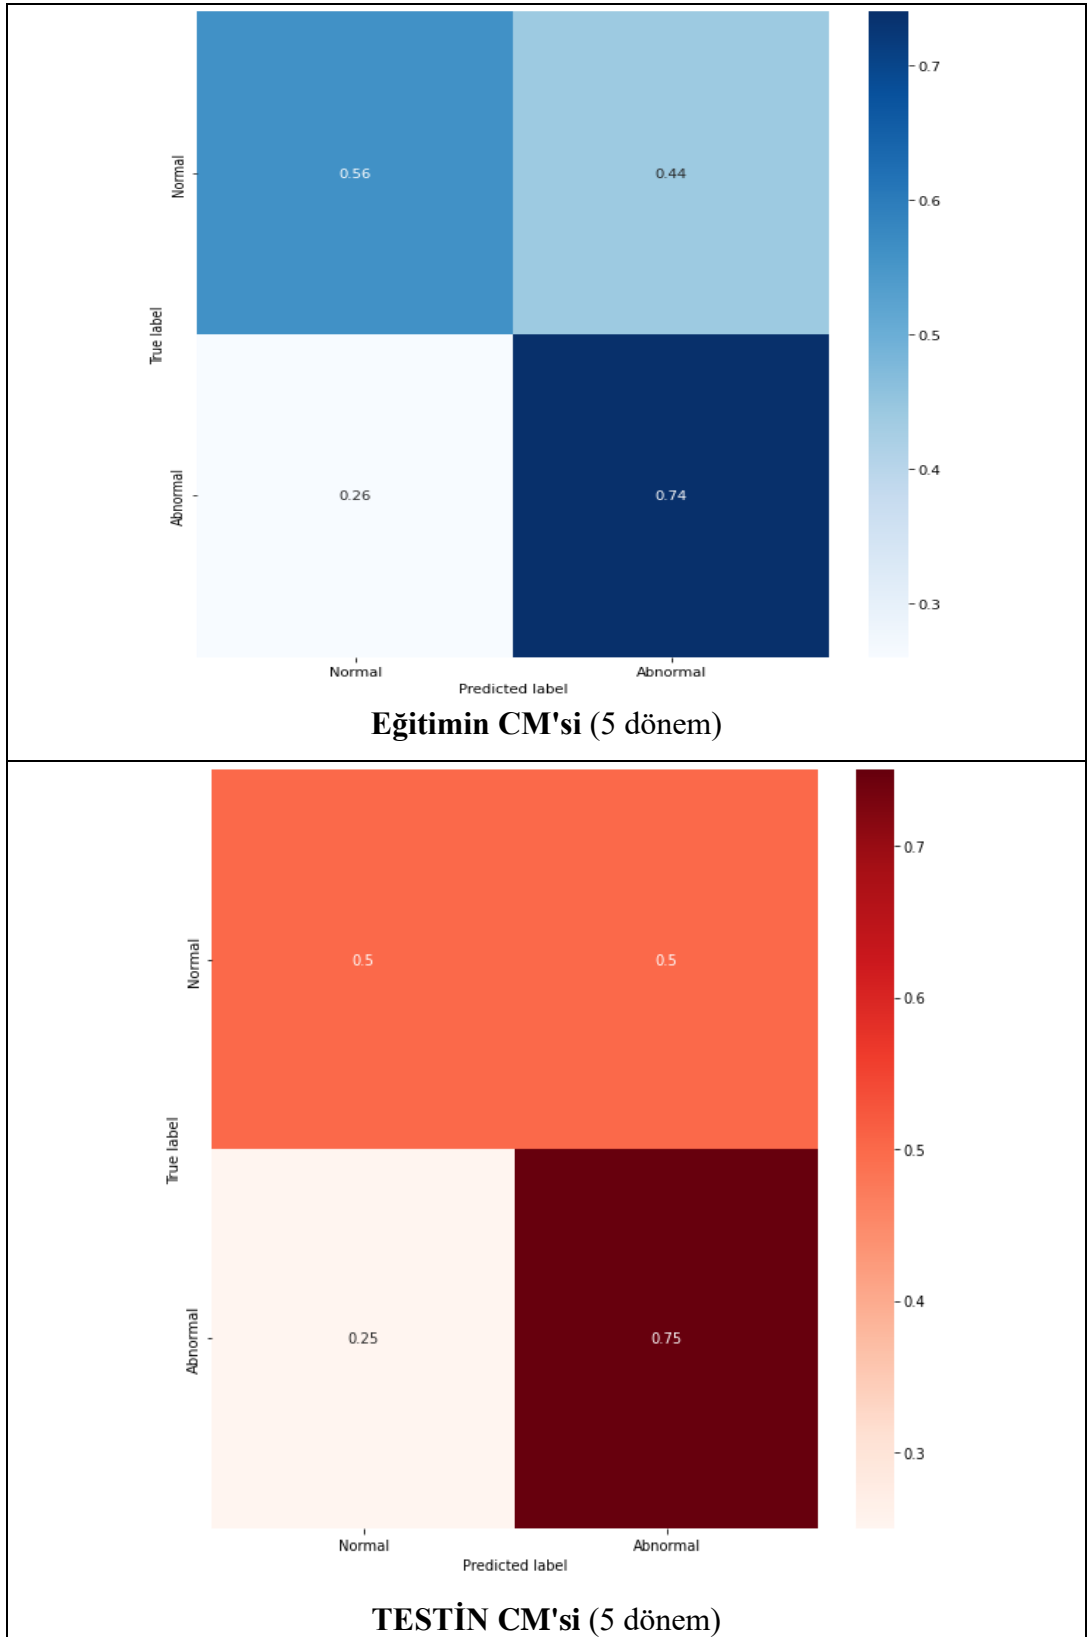 0.7
Normal
0.56
0.44
0.6
True label
0.5
0.4
Abnormal
0.26
0.74
0.3
Normal
Abnormal
Predicted label
Eğitimin CM'si (5 dönem)
0.7
Normal
0.5
0.5
0.6
True label
0.5
0.4
Abnormal
0.25
0.75
0.3
Normal
Abnormal
Predicted label
TESTİN CM'si (5 dönem)